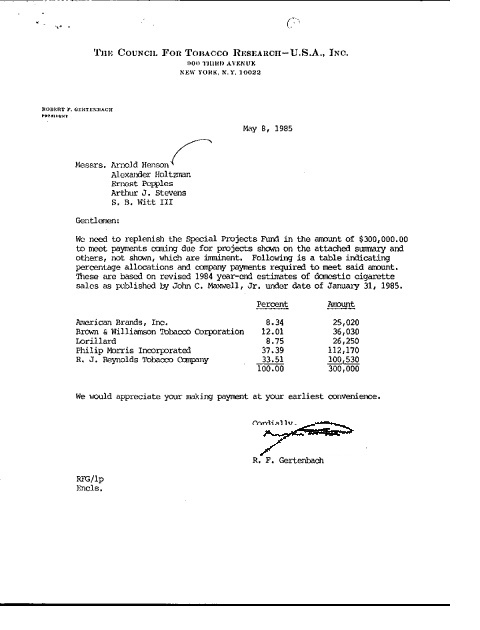 THE COUNCIL FOR TOBACCO RESEARCH—U.S.A., INC.
900 THIRD AVENUE
NEW YORK, N.Y. 10022
ROBERT F. GERTENBACH
PRESIDENT
May 8, 1985
Messrs. Arnold Henson
Alexander Holtzman
Ernest Pepples
Arthur J. Stevens
S. B. Witt III
Gentlemen:
We need to replenish the Special Projects Fund in the amount of $300,000.00
to meet payments coming due for projects shown on the attached summary and
others, not shown, which are imminent. Following is a table indicating
percentage allocations and company payments required to meet said amount.
These are based on revised 1984 year-end estimates of domestic cigarette
sales as published by John C. Maxwell, Jr. under date of January 31, 1985.
Percent Amount
American Brands, Inc. 8.34 25,020
Brown & Williamson Tobacco Corporation 12.01 36,030
Lorillard 8.75 26,250
Philip Morris Incorporated 37.39 112,170
R. J. Reynolds Tobacco Company 33.51 100,530
100.00 300,000
We would appreciate your making payment at your earliest convenience.
Cordially,
R. F. Gertenbach
RFG/lp
Encls.